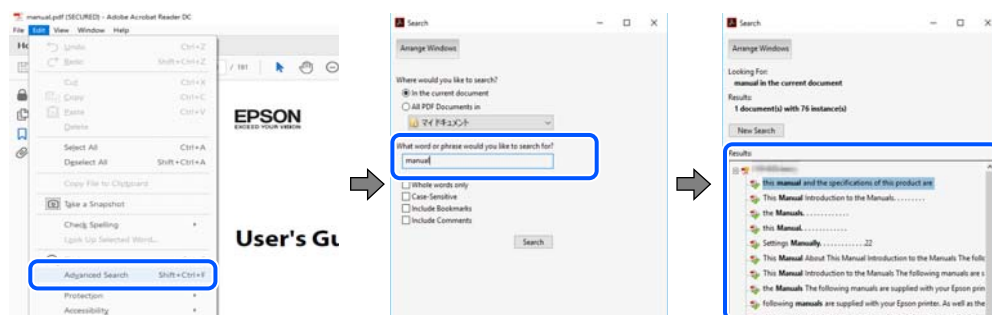 manual.pdf (SECURED) - Adobe Acrobat Reader DC
File Edit View Window Help
Undo Ctrl+Z
Redo Shift+Ctrl+Z
Cut Ctrl+X
Copy Ctrl+C
Paste Ctrl+V
Delete
Select All Ctrl+A
Deselect All Shift+Ctrl+A
Copy File to Clipboard
Take a Snapshot
Check Spelling
Look Up Selected Word...
Advanced Search Shift+Ctrl+F
Protection
Accessibility
/ 181
EPSON
EXCEED YOUR VISION
User's Gu
Search
Arrange Windows
Where would you like to search?
In the current document
All PDF Documents in
マイ ドキュメント
What word or phrase would you like to search for?
manual
Whole words only
Case-Sensitive
Include Bookmarks
Include Comments
Search
Search
Arrange Windows
Looking For:
manual in the current document
Results:
1 document(s) with 76 instance(s)
New Search
Results:
this manual and the specifications of this product are
This Manual Introduction to the Manuals. . . . . . . . .
the Manuals. . . . . . . . . . . .
this Manual. . . . . . . . . . . .
Settings Manually. . . . . . . . . . . .22
This Manual About This Manual Introduction to the Manuals The follo
This Manual Introduction to the Manuals The following manuals are s
the Manuals The following manuals are supplied with your Epson prin
following manuals are supplied with your Epson printer. As well as the